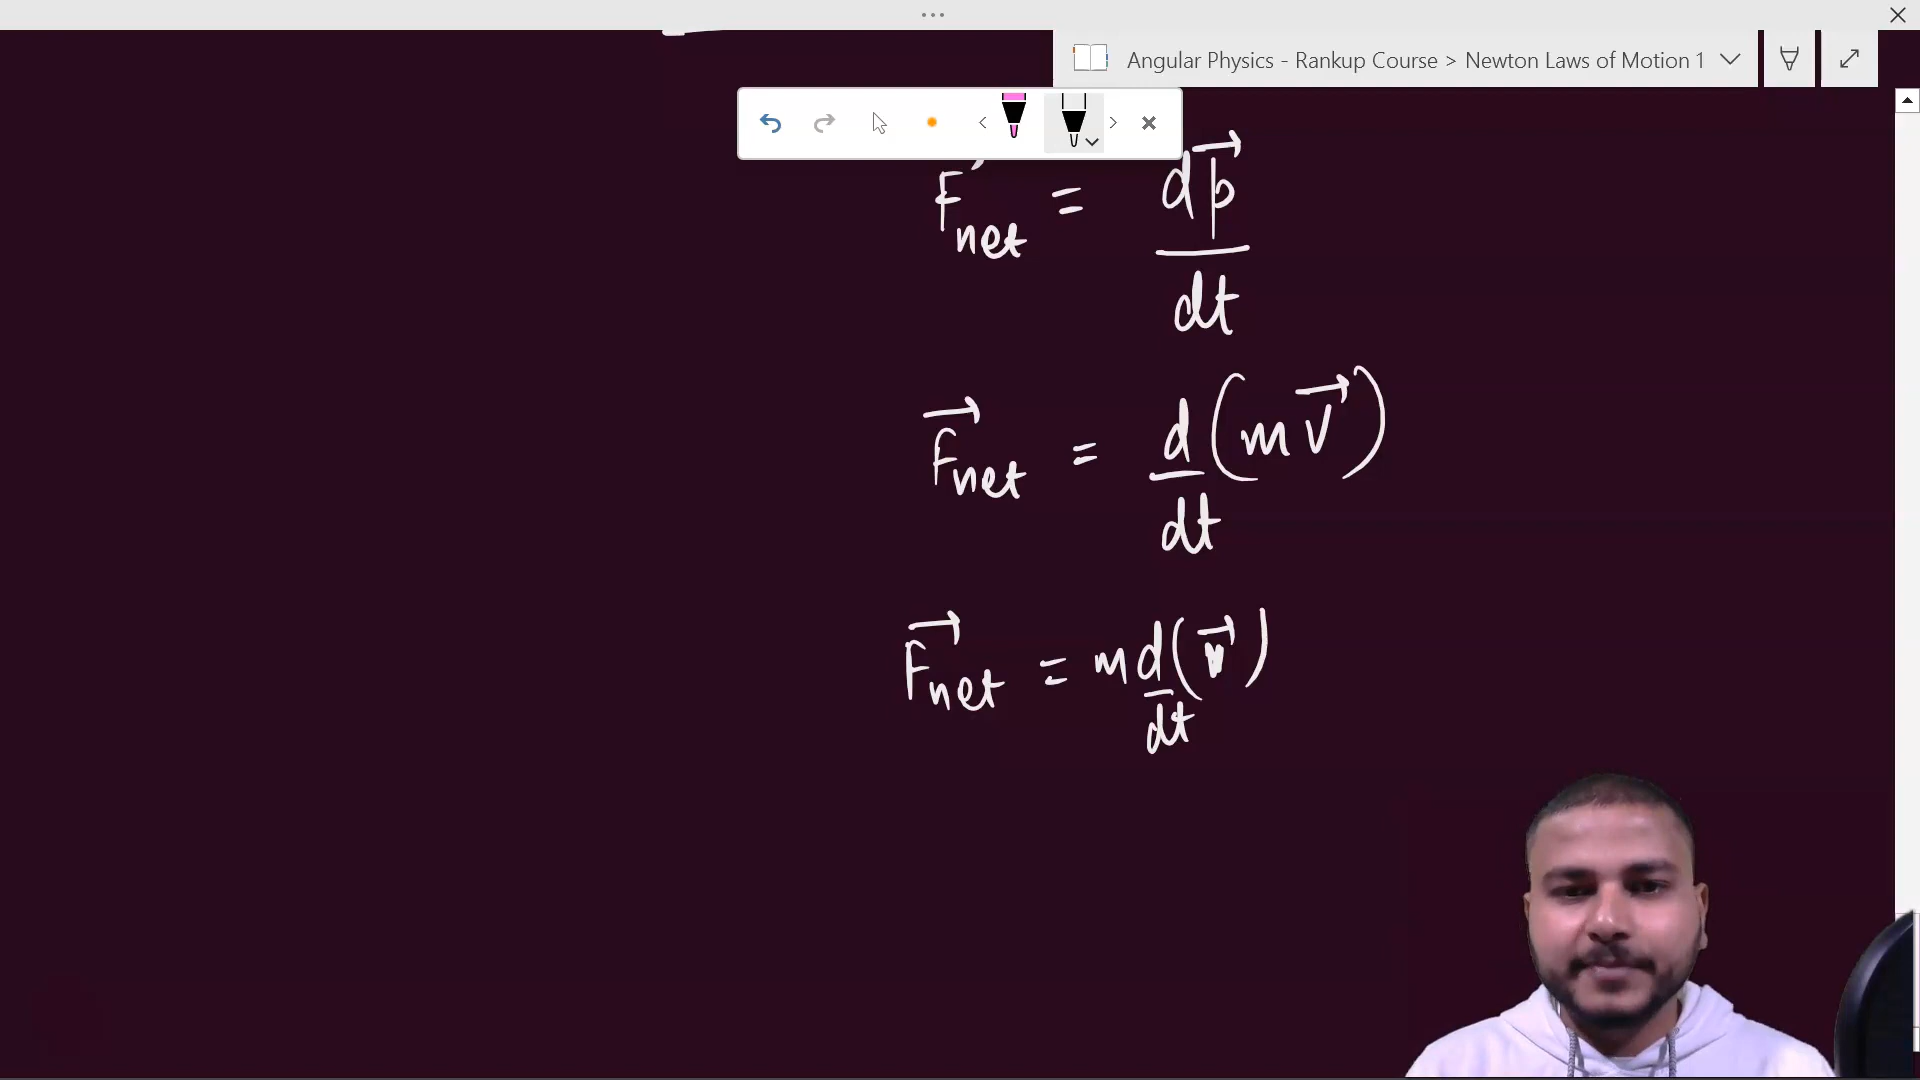 Angular Physics - Rankup Course > Newton Laws of Motion 1
F⃗net = dp⃗/dt
F⃗net = d/dt (mv⃗)
F⃗net = m d/dt (v⃗)